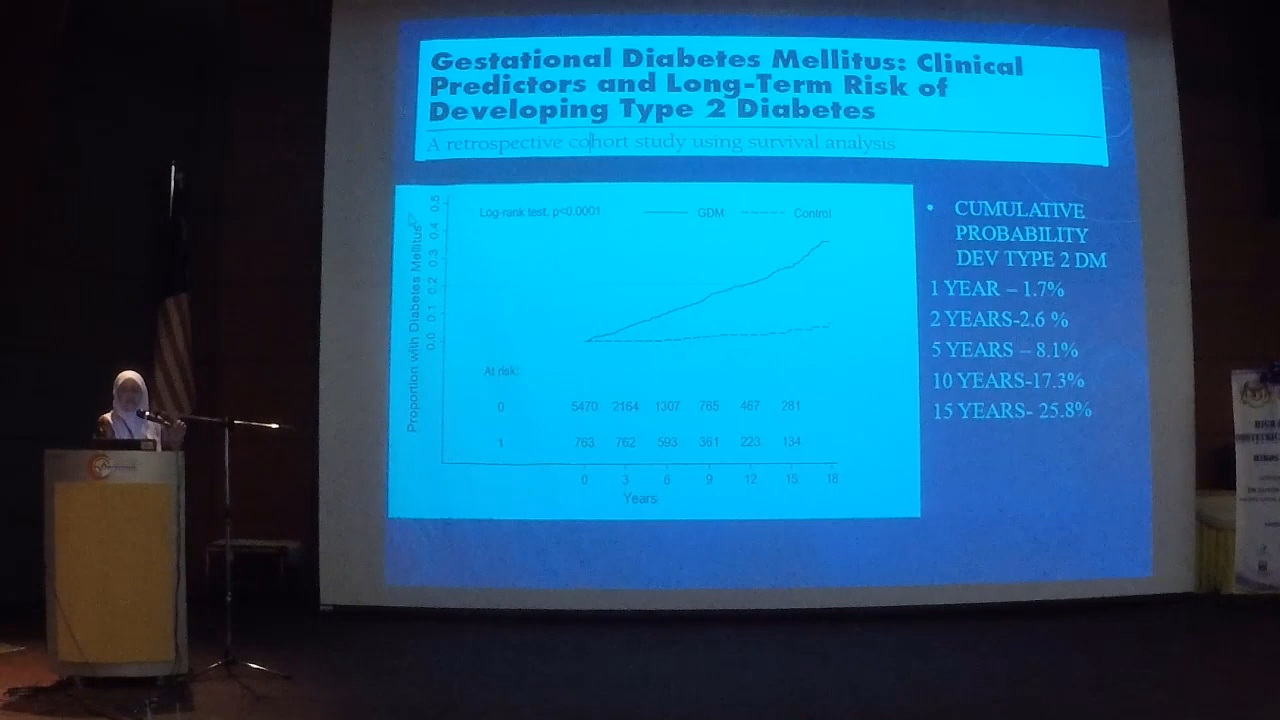 Gestational Diabetes Mellitus: Clinical
Predictors and Long-Term Risk of
Developing Type 2 Diabetes
A retrospective cohort study using survival analysis
Log-rank test, p<0.0001
GDM
Control
Proportion with Diabetes Mellitus
0.0 0.1 0.2 0.3 0.4 0.5
At risk:
0 5470 2164 1307 765 467 281
1 763 762 593 361 223 134
0 3 6 9 12 15 18
Years
• CUMULATIVE
PROBABILITY
DEV TYPE 2 DM
1 YEAR – 1.7%
2 YEARS-2.6 %
5 YEARS – 8.1%
10 YEARS-17.3%
15 YEARS- 25.8%